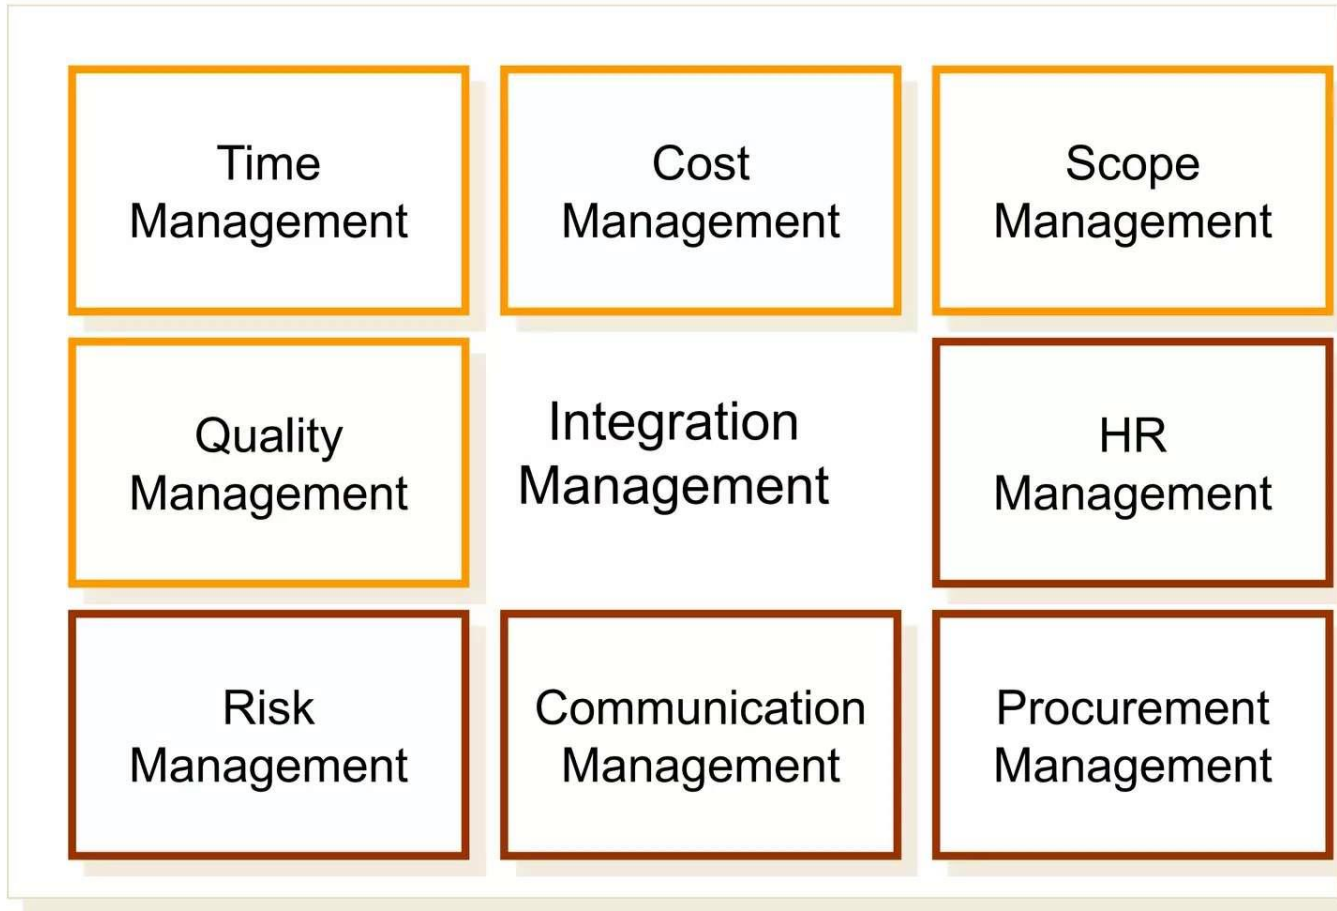 Time
Management
Cost
Management
Scope
Management
Quality
Management
Integration
Management
HR
Management
Risk
Management
Communication
Management
Procurement
Management